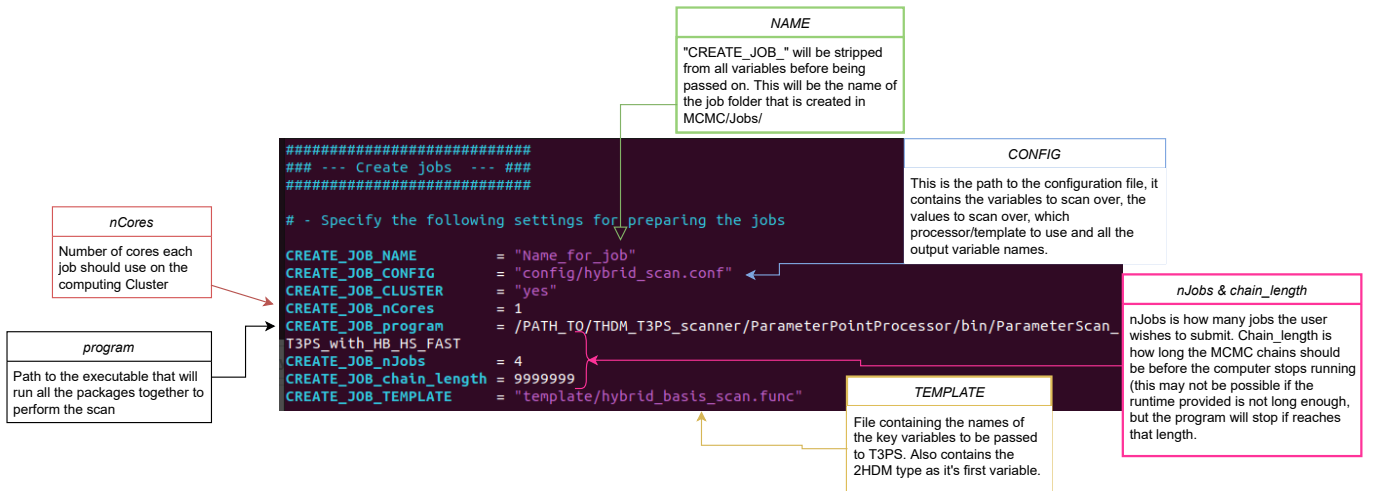 NAME
"CREATE_JOB_" will be stripped
from all variables before being
passed on. This will be the name of
the job folder that is created in
MCMC/Jobs/
############################
### --- Create jobs  --- ###
############################
# - Specify the following settings for preparing the jobs
CREATE_JOB_NAME         = "Name_for_job"
CREATE_JOB_CONFIG       = "config/hybrid_scan.conf"
CREATE_JOB_CLUSTER      = "yes"
CREATE_JOB_nCores       = 1
CREATE_JOB_program      = /PATH_TO/THDM_T3PS_scanner/ParameterPointProcessor/bin/ParameterScan_
T3PS_with_HB_HS_FAST
CREATE_JOB_nJobs        = 4
CREATE_JOB_chain_length = 9999999
CREATE_JOB_TEMPLATE     = "template/hybrid_basis_scan.func"
CONFIG
This is the path to the configuration file, it
contains the variables to scan over, the
values to scan over, which
processor/template to use and all the
output variable names.
nCores
Number of cores each
job should use on the
computing Cluster
program
Path to the executable that will
run all the packages together to
perform the scan
nJobs & chain_length
nJobs is how many jobs the user
wishes to submit. Chain_length is
how long the MCMC chains should
be before the computer stops running
(this may not be possible if the
runtime provided is not long enough,
but the program will stop if reaches
that length.
TEMPLATE
File containing the names of
the key variables to be passed
to T3PS. Also contains the
2HDM type as it's first variable.